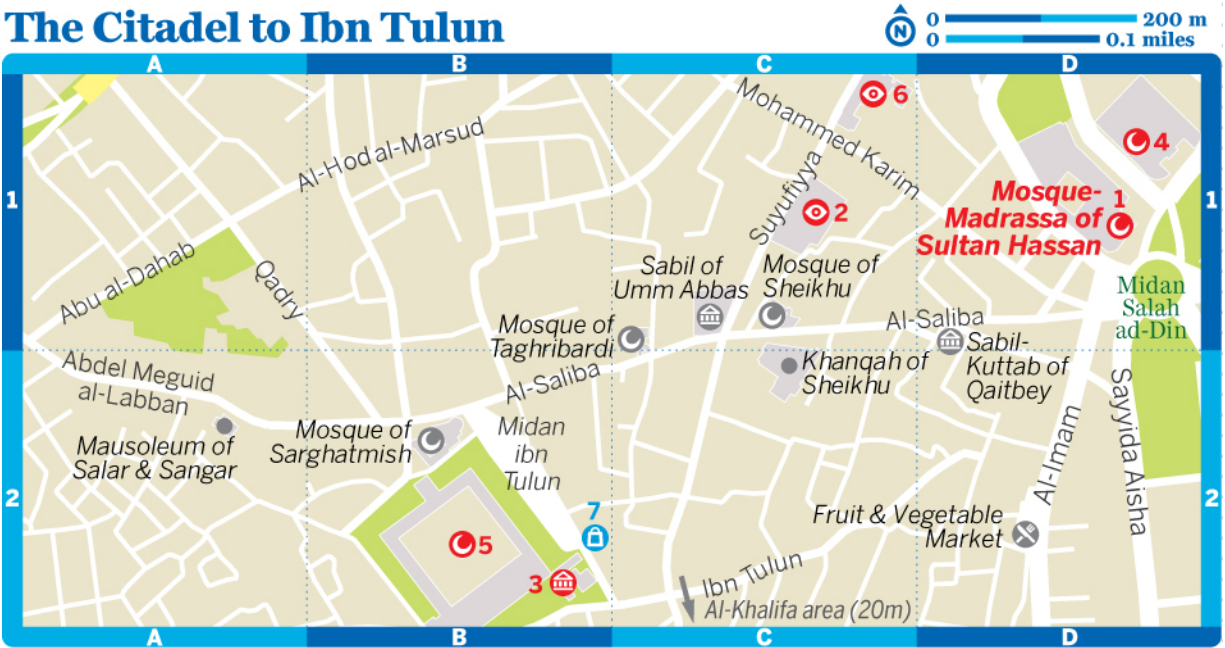 The Citadel to Ibn Tulun
N
0 200 m
0 0.1 miles
A B C D
1
1
6
Mohammed Karim
4
Al-Hod al-Marsud
Suyufiyya
2
Mosque-
Madrassa of
Sultan Hassan
1
Abu al-Dahab
Qadry
Sabil of
Umm Abbas
Mosque of
Sheikhu
Midan
Salah
ad-Din
Mosque of
Taghribardi
Al-Saliba
Sabil-
Kuttab of
Qaitbey
Khanqah of
Sheikhu
Abdel Meguid
al-Labban
Al-Saliba
Sayyida Aisha
Mausoleum of
Salar & Sangar
Mosque of
Sarghatmish
Midan
ibn
Tulun
Al-Imam
2
2
7
Fruit & Vegetable
Market
5
3
Ibn Tulun
Al-Khalifa area (20m)
A B C D